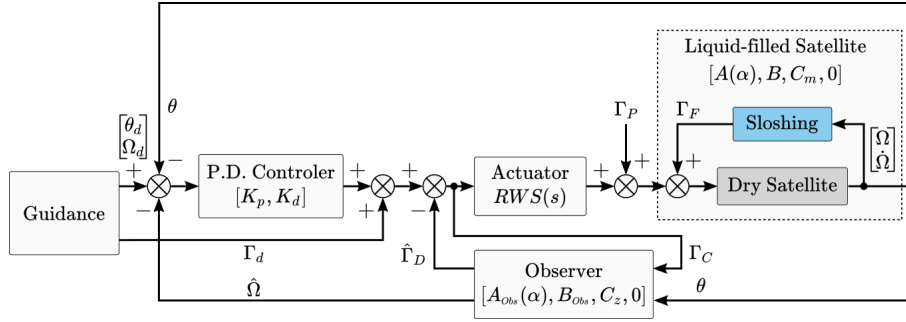 Liquid-filled Satellite
[A(α), B, C_m, 0]
θ
Γ_P
Γ_F
Sloshing
[θ_d
Ω_d]
[Ω
Ω̇]
+
−
P.D. Controler
[K_p, K_d]
+
+
Actuator
RWS(s)
+
+
+
Dry Satellite
Guidance
−
+
−
Γ_d
Γ̂_D
Γ_C
Observer
[A_Obs(α), B_Obs, C_z, 0]
Ω̂
θ